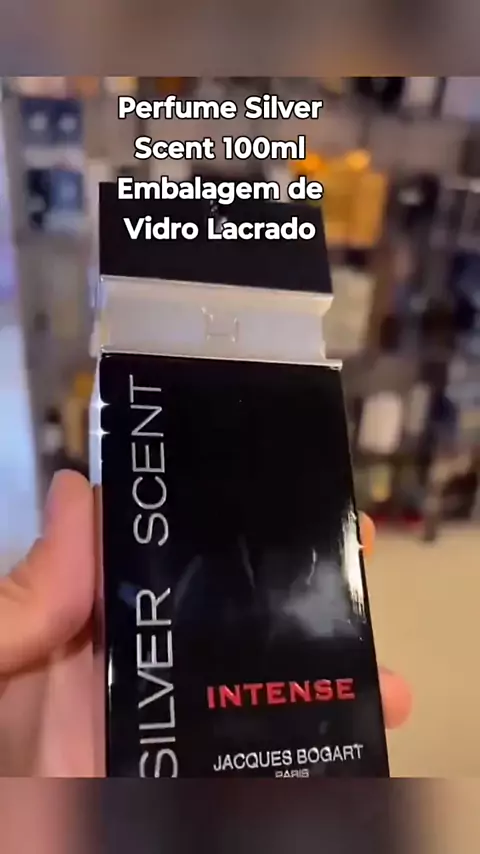 Perfume Silver
Scent 100ml
Embalagem de
Vidro Lacrado
SILVER SCENT
INTENSE
JACQUES BOGART
PARIS